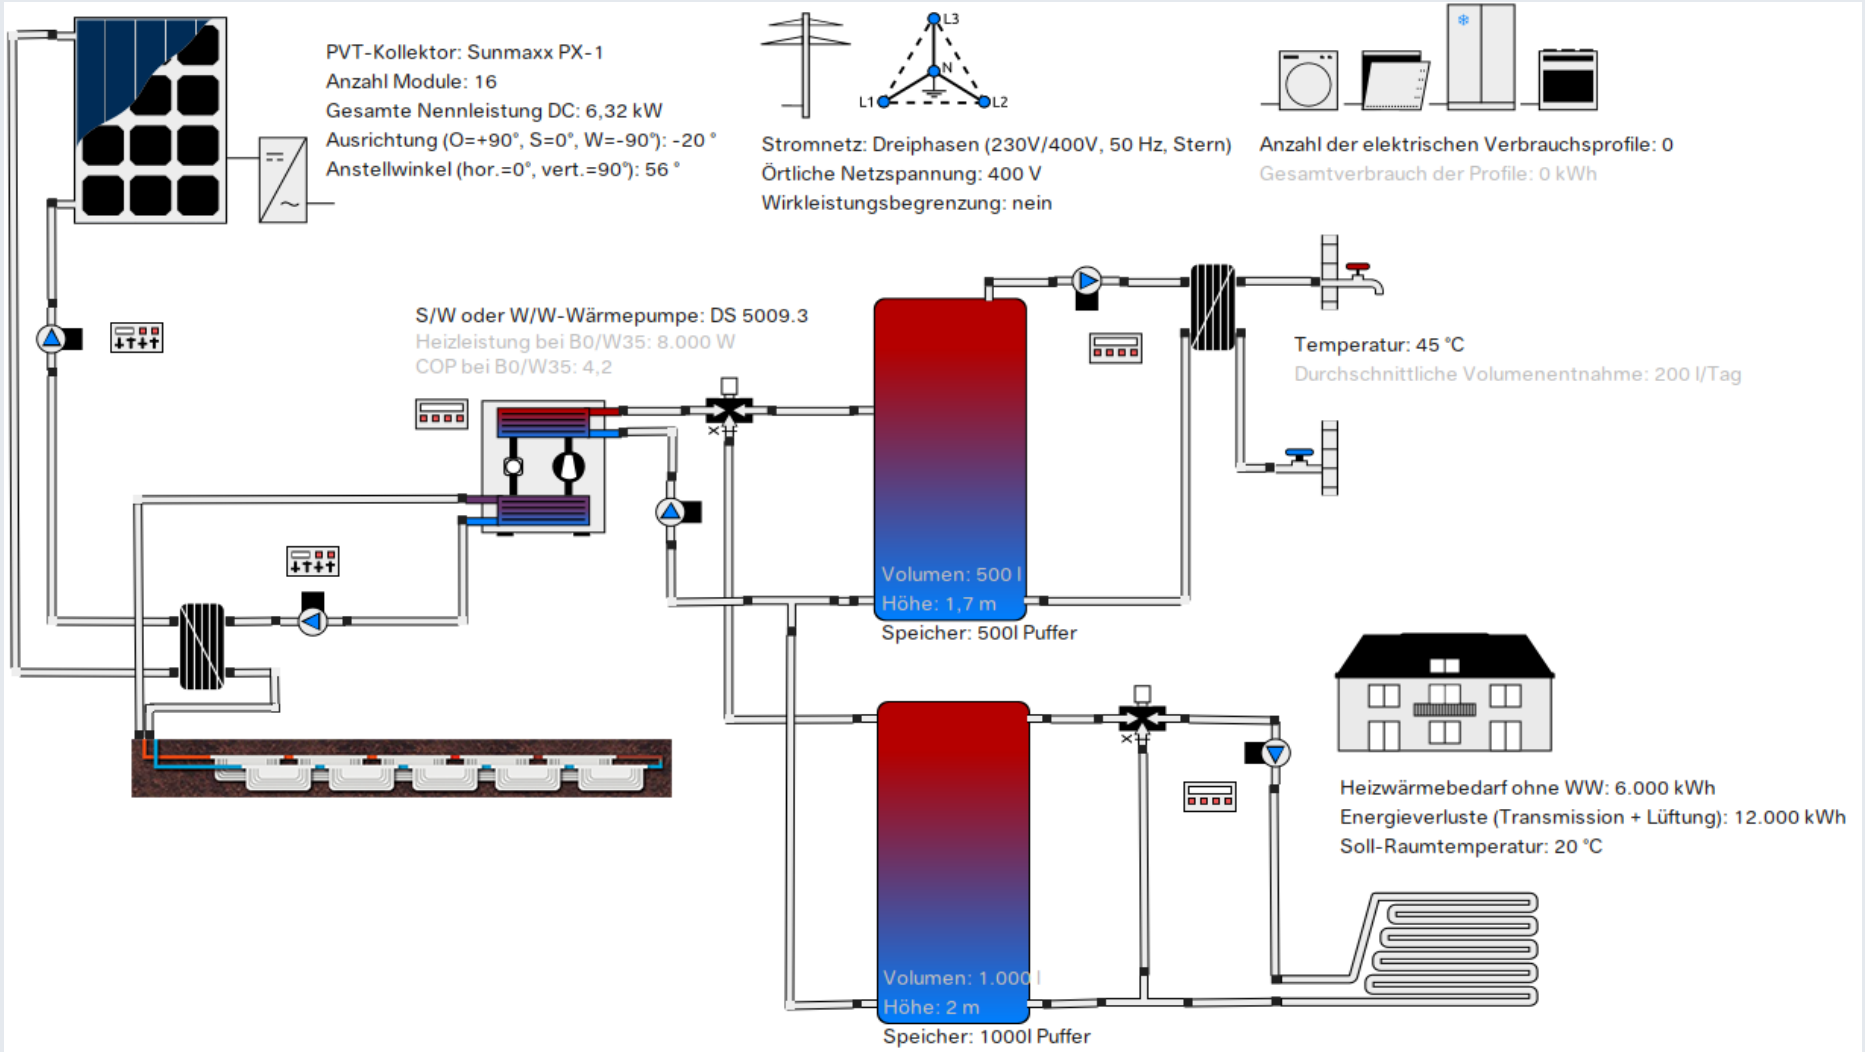 PVT-Kollektor: Sunmaxx PX-1
Anzahl Module: 16
Gesamte Nennleistung DC: 6,32 kW
Ausrichtung (O=+90°, S=0°, W=-90°): -20 °
Anstellwinkel (hor.=0°, vert.=90°): 56 °
L3
N
L1
L2
Stromnetz: Dreiphasen (230V/400V, 50 Hz, Stern)
Örtliche Netzspannung: 400 V
Wirkleistungsbegrenzung: nein
Anzahl der elektrischen Verbrauchsprofile: 0
Gesamtverbrauch der Profile: 0 kWh
S/W oder W/W-Wärmepumpe: DS 5009.3
Heizleistung bei B0/W35: 8.000 W
COP bei B0/W35: 4,2
Temperatur: 45 °C
Durchschnittliche Volumenentnahme: 200 l/Tag
X
Volumen: 500 l
Höhe: 1,7 m
Speicher: 500l Puffer
X
Heizwärmebedarf ohne WW: 6.000 kWh
Energieverluste (Transmission + Lüftung): 12.000 kWh
Soll-Raumtemperatur: 20 °C
Volumen: 1.000 l
Höhe: 2 m
Speicher: 1000l Puffer